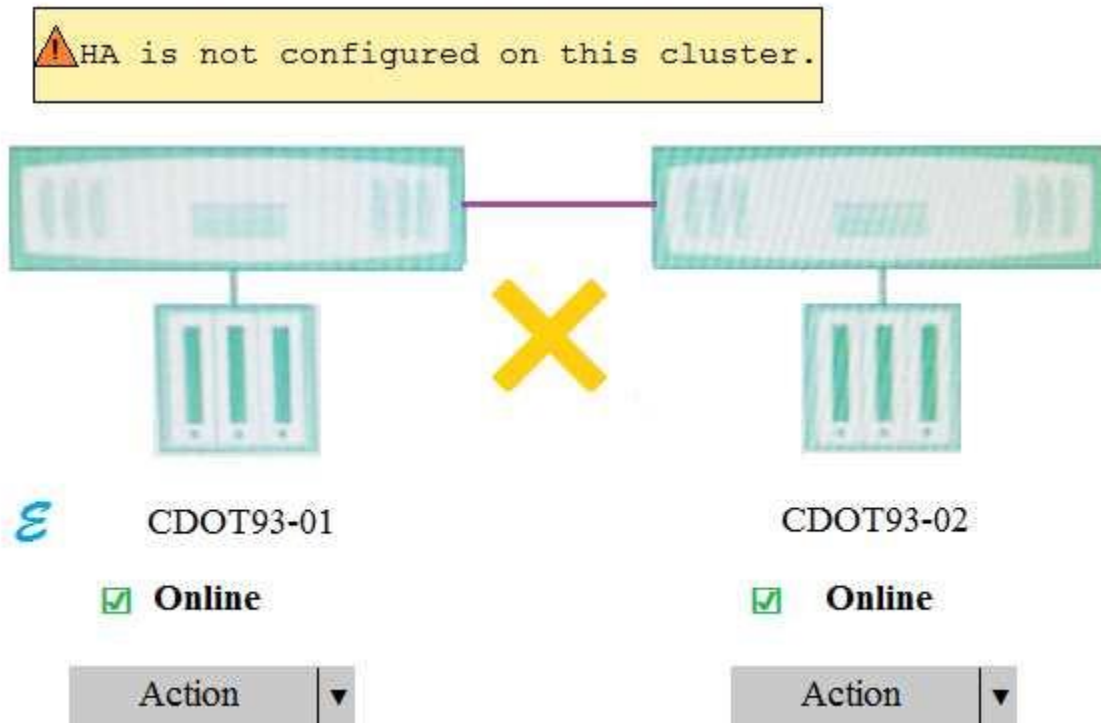 HA is not configured on this cluster.
ε CDOT93-01
CDOT93-02
Online
Online
Action
Action